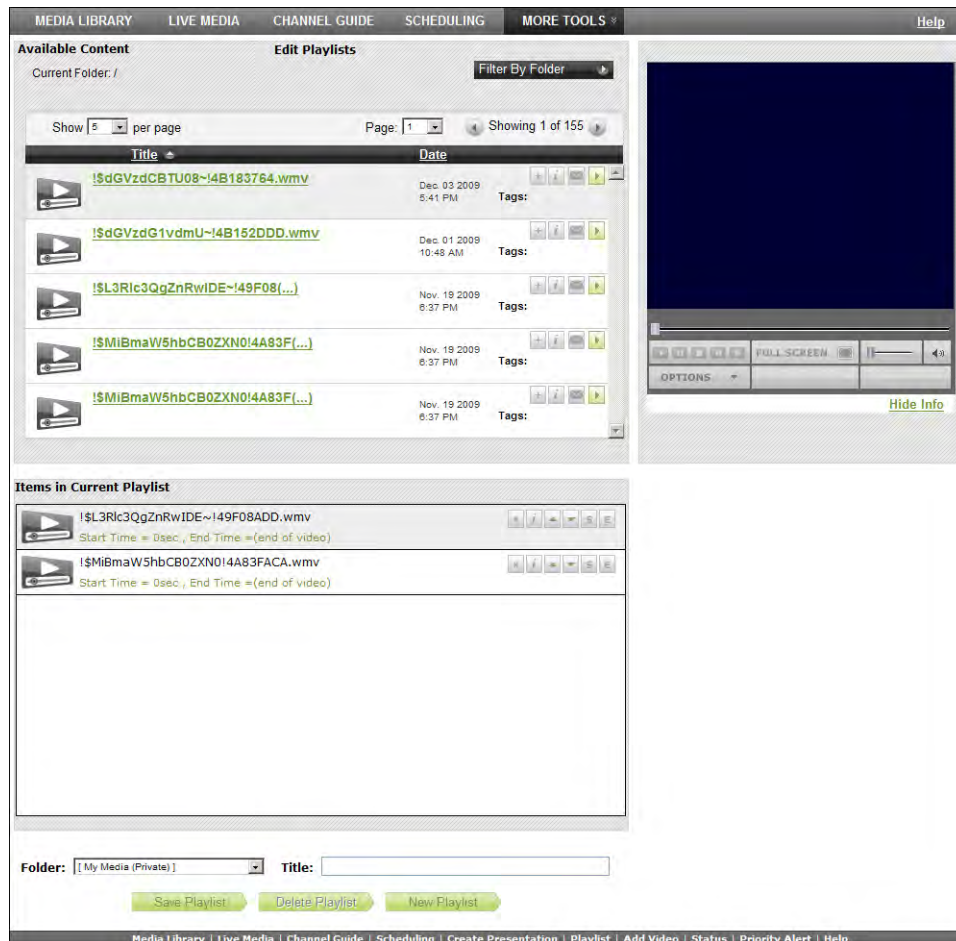 MEDIA LIBRARY LIVE MEDIA CHANNEL GUIDE SCHEDULING MORE TOOLS Help
Available Content Edit Playlists
Current Folder: /
Filter By Folder
Show 5 per page Page: 1 Showing 1 of 155
Title Date
!$dGVzdCBTU08~!4B183764.wmv
Dec. 03 2009
5:41 PM Tags:
!$dGVzdG1vdmU~!4B152DDD.wmv
Dec. 01 2009
10:48 AM Tags:
!$L3Rlc3QgZnRwIDE~!49F08(...)
Nov. 19 2009
6:37 PM Tags:
!$MiBmaW5hbCB0ZXN0!4A83F(...)
Nov. 19 2009
6:37 PM Tags:
!$MiBmaW5hbCB0ZXN0!4A83F(...)
Nov. 19 2009
6:37 PM Tags:
FULL SCREEN
OPTIONS
Hide Info
Items in Current Playlist
!$L3Rlc3QgZnRwIDE~!49F08ADD.wmv
Start Time = 0sec , End Time =(end of video)
!$MiBmaW5hbCB0ZXN0!4A83FACA.wmv
Start Time = 0sec , End Time =(end of video)
Folder: [ My Media (Private) ] Title:
Save Playlist Delete Playlist New Playlist
Media Library | Live Media | Channel Guide | Scheduling | Create Presentation | Playlist | Add Video | Status | Priority Alert | Help